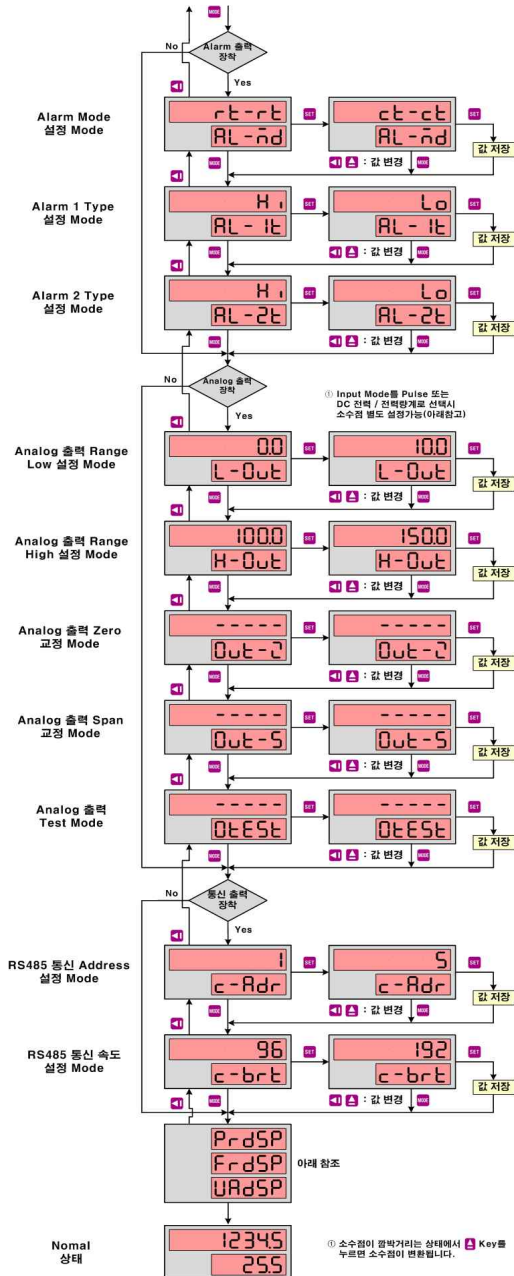 MODE
No
Alarm 출력
장착
Yes
Alarm Mode
설정 Mode
rt-rt
AL-nd
SET
ct-ct
AL-nd
SET
값 저장
MODE
: 값 변경 MODE
Alarm 1 Type
설정 Mode
Hi
AL-1t
SET
Lo
AL-1t
SET
값 저장
MODE
: 값 변경 MODE
Alarm 2 Type
설정 Mode
Hi
AL-2t
SET
Lo
AL-2t
SET
값 저장
MODE
: 값 변경 MODE
No
Analog 출력
장착
Yes
① Input Mode를 Pulse 또는
DC 전력 / 전력량계로 선택시
소수점 별도 설정가능(아래참고)
Analog 출력 Range
Low 설정 Mode
0.0
L-Out
SET
10.0
L-Out
SET
값 저장
MODE
: 값 변경 MODE
Analog 출력 Range
High 설정 Mode
100.0
H-Out
SET
150.0
H-Out
SET
값 저장
MODE
: 값 변경 MODE
Analog 출력 Zero
교정 Mode
-----
Out-Z
SET
-----
Out-Z
SET
값 저장
MODE
: 값 변경 MODE
Analog 출력 Span
교정 Mode
-----
Out-S
SET
-----
Out-S
SET
값 저장
MODE
: 값 변경 MODE
Analog 출력
Test Mode
-----
OtESt
SET
-----
OtESt
SET
값 저장
MODE
: 값 변경 MODE
No
통신 출력
장착
Yes
RS485 통신 Address
설정 Mode
1
c-Adr
SET
5
c-Adr
SET
값 저장
MODE
: 값 변경 MODE
RS485 통신 속도
설정 Mode
96
c-brt
SET
192
c-brt
SET
값 저장
MODE
: 값 변경 MODE
PrdSP
FrdSP
UAdSP
아래 참조
Nomal
상태
1234.5
25.5
① 소수점이 깜박거리는 상태에서 Key를
누르면 소수점이 변환됩니다.